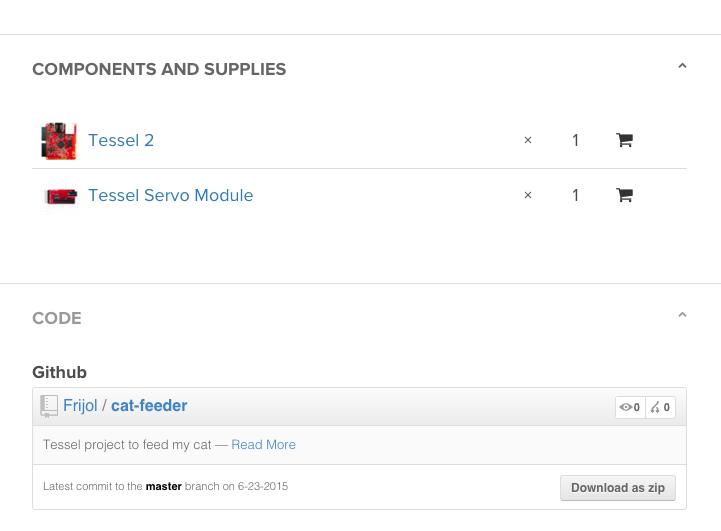 COMPONENTS AND SUPPLIES
Tessel 2 × 1
Tessel Servo Module × 1
CODE
Github
Frijol / cat-feeder 0 0
Tessel project to feed my cat — Read More
Latest commit to the master branch on 6-23-2015 Download as zip